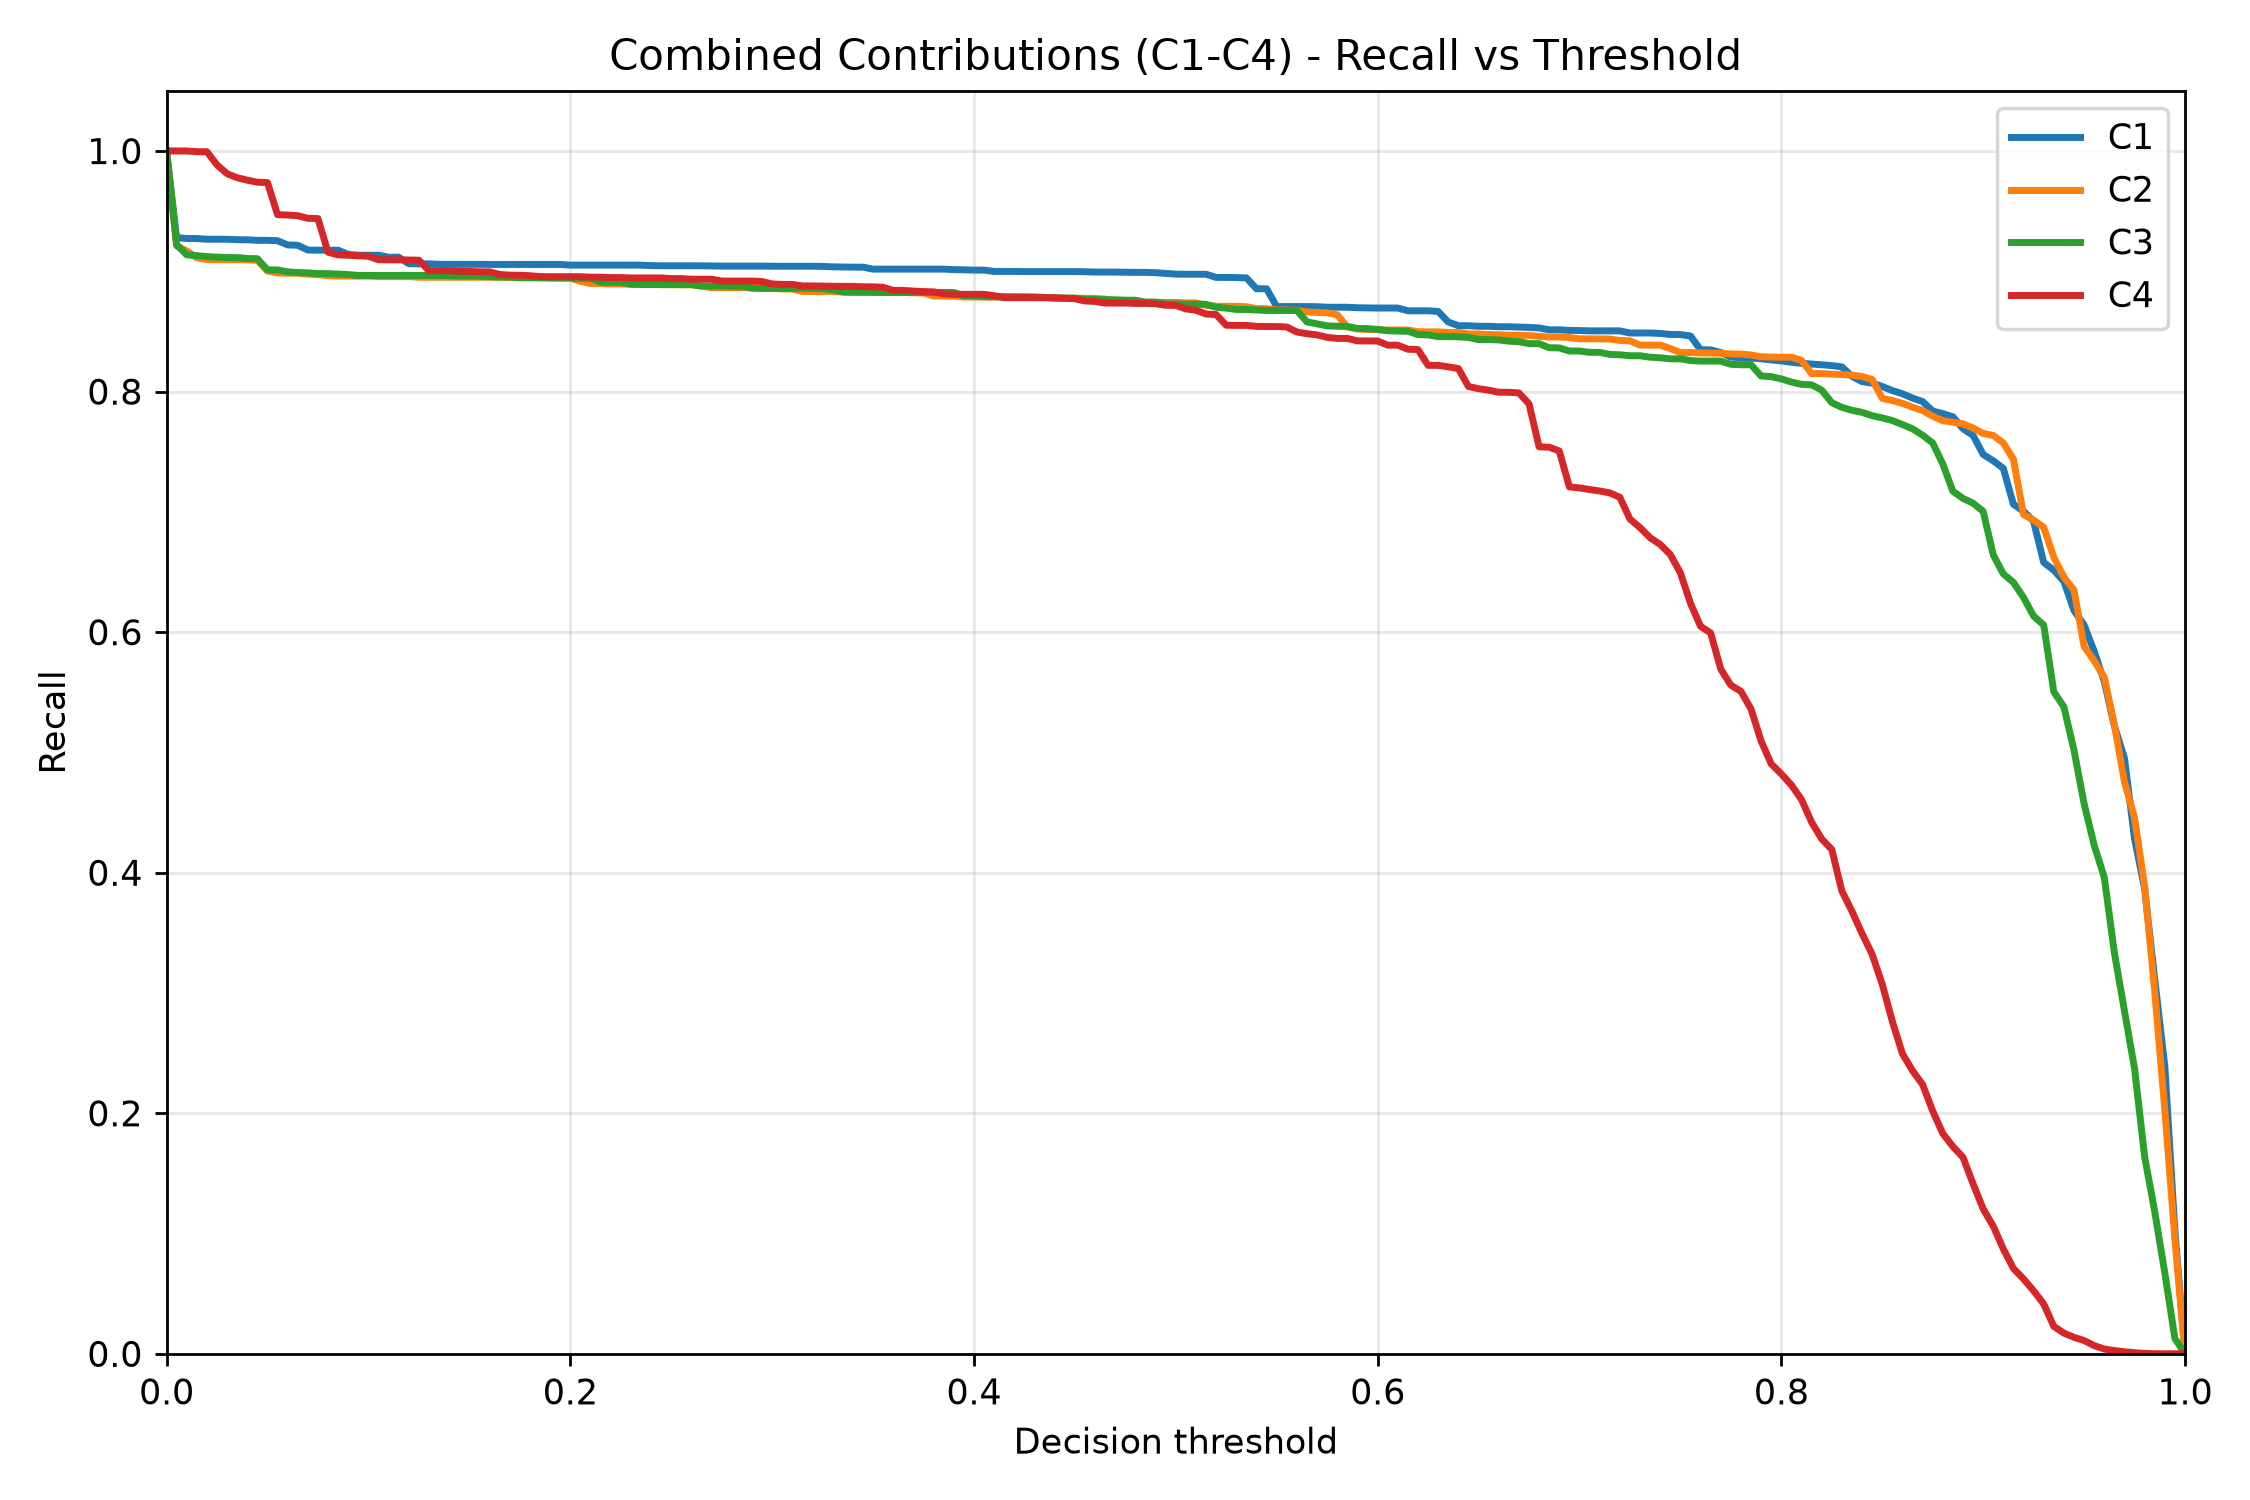 Combined Contributions (C1-C4) - Recall vs Threshold
C1
C2
C3
C4
1.0
0.8
0.6
0.4
0.2
0.0
Recall
0.0 0.2 0.4 0.6 0.8 1.0
Decision threshold